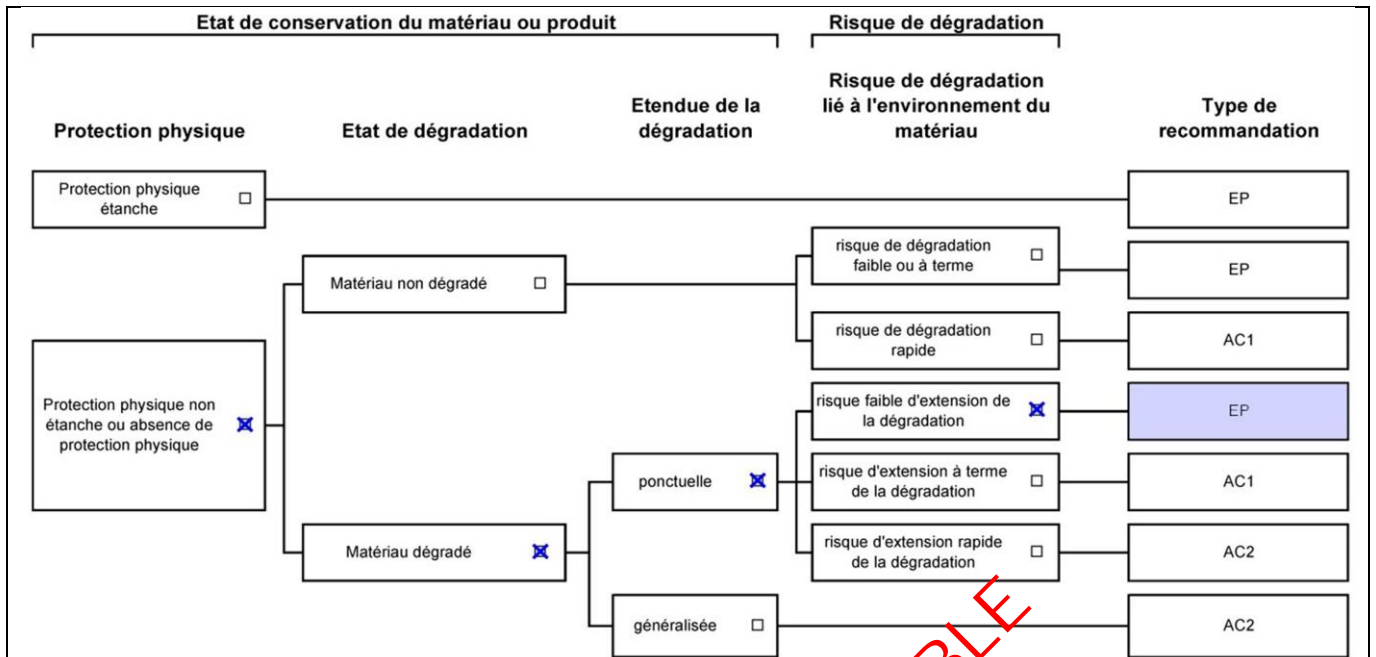 Etat de conservation du matériau ou produit
Risque de dégradation
Protection physique
Etat de dégradation
Etendue de la
dégradation
Risque de dégradation
lié à l'environnement du
matériau
Type de
recommandation
Protection physique
étanche
EP
risque de dégradation
faible ou à terme
EP
Matériau non dégradé
risque de dégradation
rapide
AC1
Protection physique non
étanche ou absence de
protection physique
risque faible d'extension de
la dégradation
EP
ponctuelle
risque d'extension à terme
de la dégradation
AC1
Matériau dégradé
risque d'extension rapide
de la dégradation
AC2
généralisée
AC2